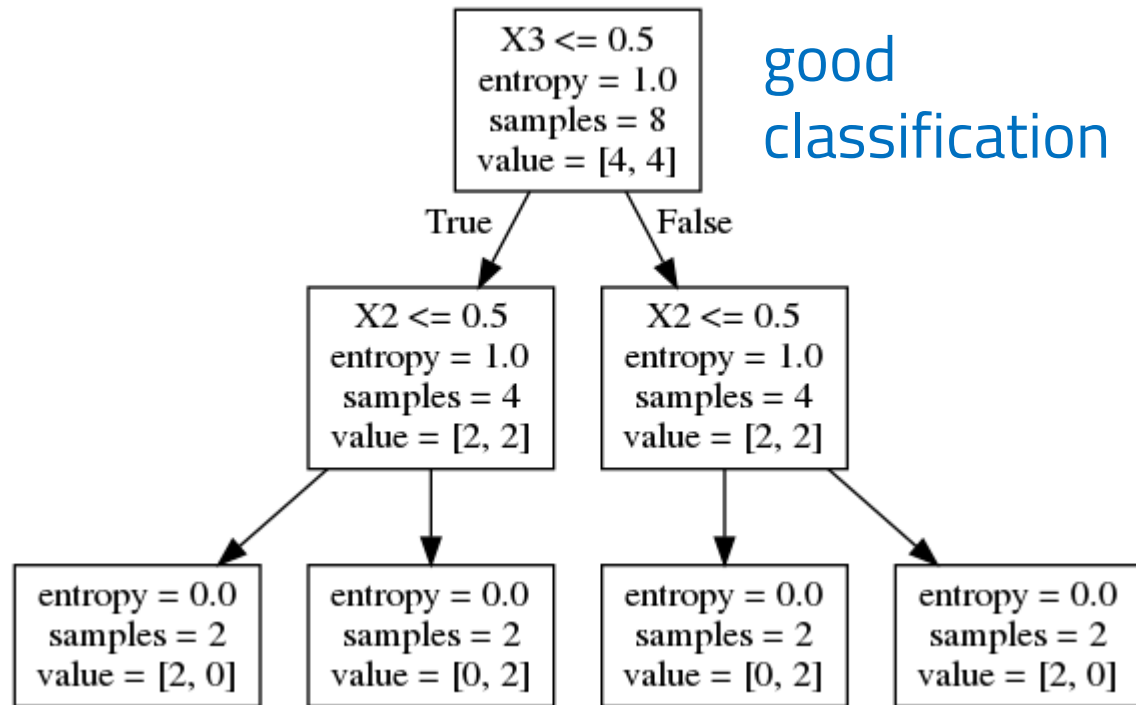 X3 <= 0.5
entropy = 1.0
samples = 8
value = [4, 4]
good
classification
True
False
X2 <= 0.5
entropy = 1.0
samples = 4
value = [2, 2]
X2 <= 0.5
entropy = 1.0
samples = 4
value = [2, 2]
entropy = 0.0
samples = 2
value = [2, 0]
entropy = 0.0
samples = 2
value = [0, 2]
entropy = 0.0
samples = 2
value = [0, 2]
entropy = 0.0
samples = 2
value = [2, 0]